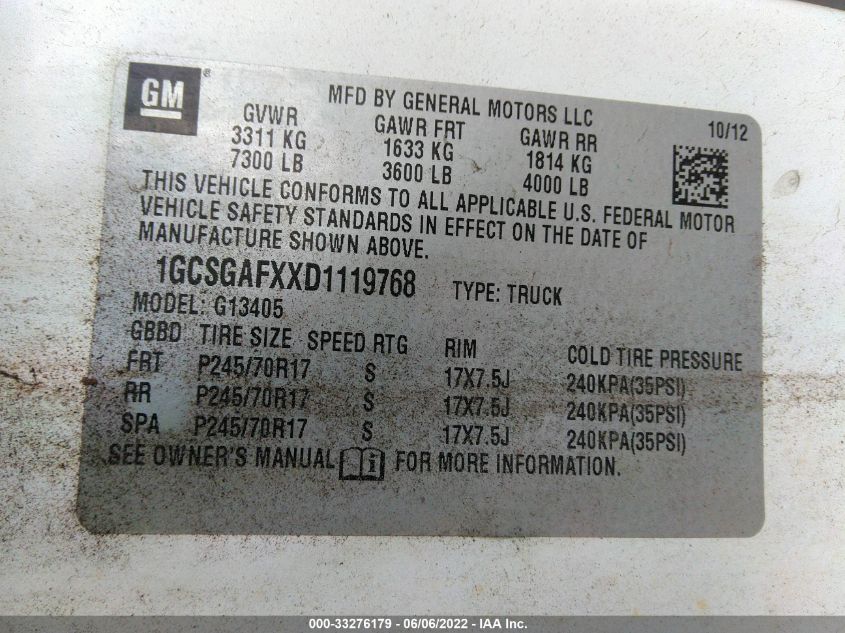 GM ®
MFD BY GENERAL MOTORS LLC
10/12
GVWR GAWR FRT GAWR RR
3311 KG 1633 KG 1814 KG
7300 LB 3600 LB 4000 LB
THIS VEHICLE CONFORMS TO ALL APPLICABLE U.S. FEDERAL MOTOR
VEHICLE SAFETY STANDARDS IN EFFECT ON THE DATE OF
MANUFACTURE SHOWN ABOVE.
1GCSGAFXXD1119768 TYPE: TRUCK
MODEL: G13405
GBBD TIRE SIZE SPEED RTG RIM COLD TIRE PRESSURE
FRT P245/70R17 S 17X7.5J 240KPA(35PSI)
RR P245/70R17 S 17X7.5J 240KPA(35PSI)
SPA P245/70R17 S 17X7.5J 240KPA(35PSI)
SEE OWNER'S MANUAL FOR MORE INFORMATION.
000-33276179 - 06/06/2022 - IAA Inc.